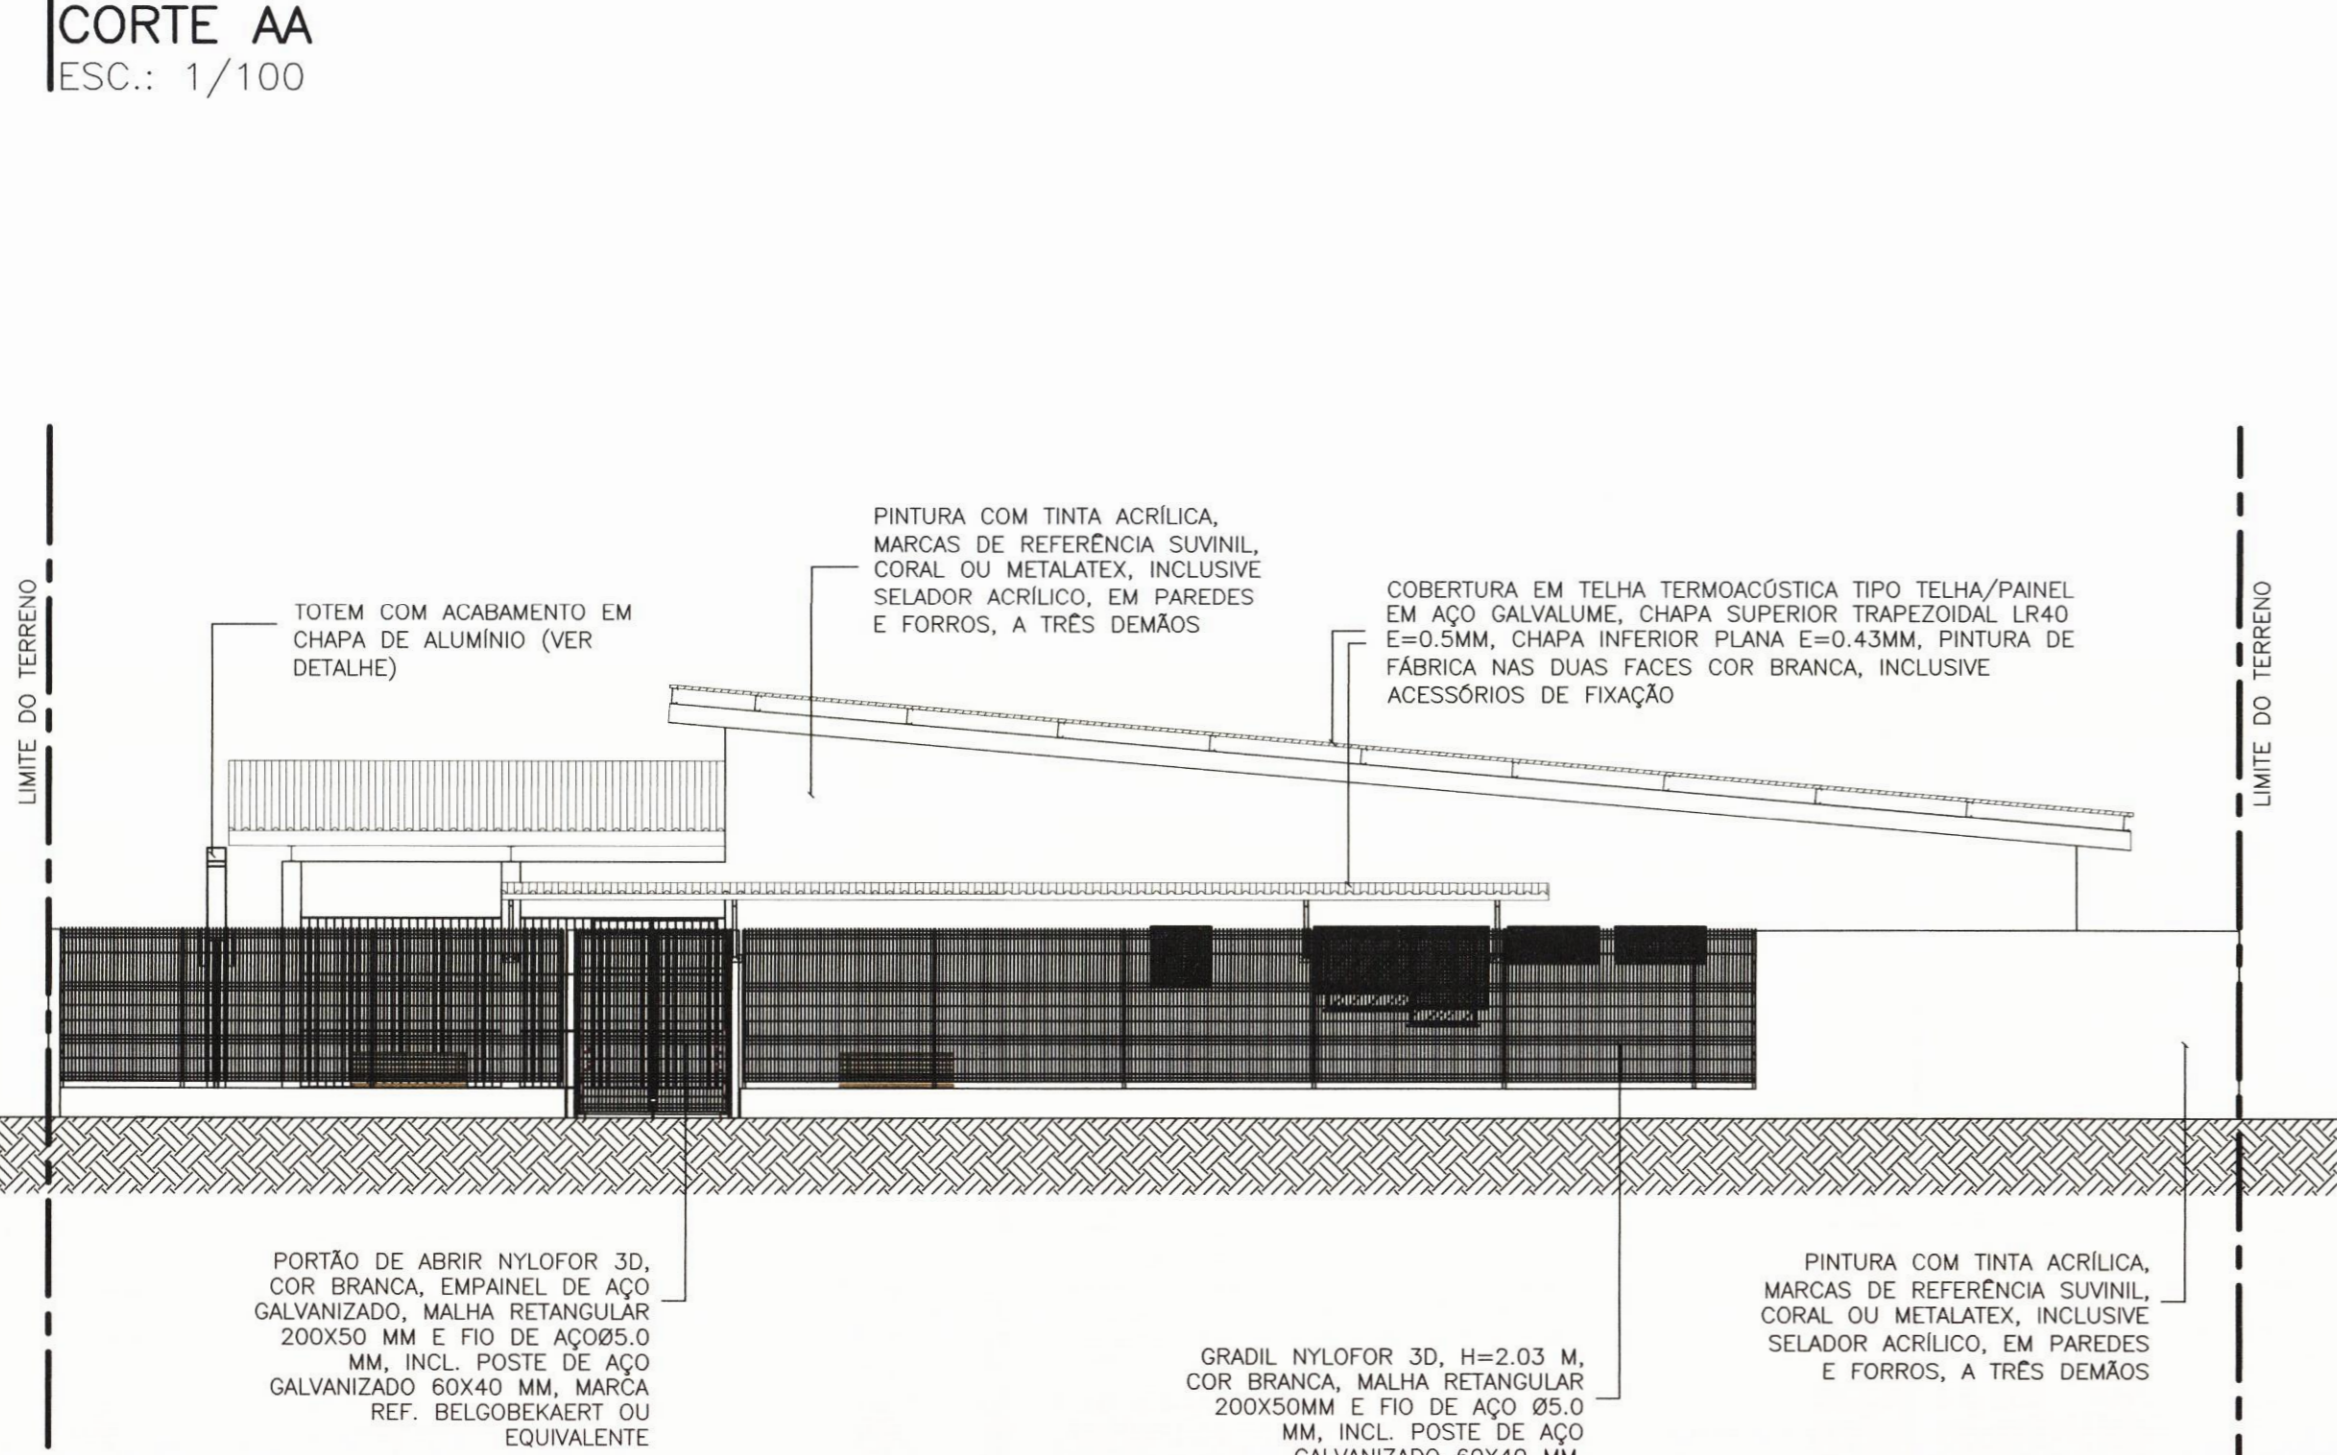 CORTE AA
ESC.: 1/100
LIMITE DO TERRENO
TOTEM COM ACABAMENTO EM
CHAPA DE ALUMÍNIO (VER
DETALHE)
PINTURA COM TINTA ACRÍLICA,
MARCAS DE REFERÊNCIA SUVINIL,
CORAL OU METALATEX, INCLUSIVE
SELADOR ACRÍLICO, EM PAREDES
E FORROS, A TRÊS DEMÃOS
COBERTURA EM TELHA TERMOACÚSTICA TIPO TELHA/PAINEL
EM AÇO GALVALUME, CHAPA SUPERIOR TRAPEZOIDAL LR40
E=0.5MM, CHAPA INFERIOR PLANA E=0.43MM, PINTURA DE
FÁBRICA NAS DUAS FACES COR BRANCA, INCLUSIVE
ACESSÓRIOS DE FIXAÇÃO
LIMITE DO TERRENO
PORTÃO DE ABRIR NYLOFOR 3D,
COR BRANCA, EMPAINEL DE AÇO
GALVANIZADO, MALHA RETANGULAR
200X50 MM E FIO DE AÇOØ5.0
MM, INCL. POSTE DE AÇO
GALVANIZADO 60X40 MM, MARCA
REF. BELGOBEKAERT OU
EQUIVALENTE
GRADIL NYLOFOR 3D, H=2.03 M,
COR BRANCA, MALHA RETANGULAR
200X50MM E FIO DE AÇO Ø5.0
MM, INCL. POSTE DE AÇO
GALVANIZADO 60X40 MM,
PINTURA COM TINTA ACRÍLICA,
MARCAS DE REFERÊNCIA SUVINIL,
CORAL OU METALATEX, INCLUSIVE
SELADOR ACRÍLICO, EM PAREDES
E FORROS, A TRÊS DEMÃOS